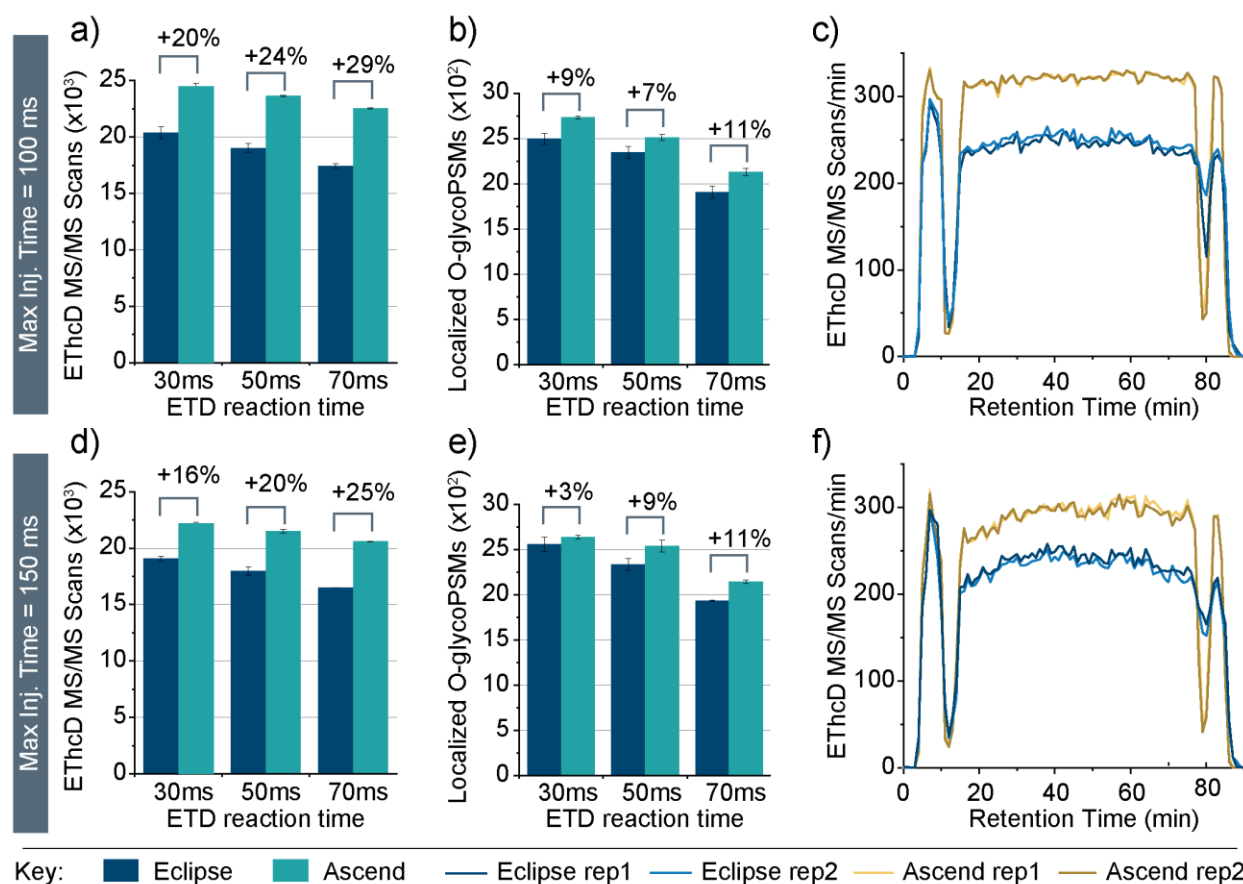 Max Inj. Time = 100 ms
a)
+20%
+24%
+29%
EThcD MS/MS Scans (x10³)
25
20
15
10
5
0
30ms 50ms 70ms
ETD reaction time
b)
+9%
+7%
+11%
Localized O-glycoPSMs (x10²)
30
25
20
15
10
5
0
30ms 50ms 70ms
ETD reaction time
c)
EThcD MS/MS Scans/min
300
200
100
0
0 20 40 60 80
Retention Time (min)
Max Inj. Time = 150 ms
d)
+16%
+20%
+25%
EThcD MS/MS Scans (x10³)
25
20
15
10
5
0
30ms 50ms 70ms
ETD reaction time
e)
+3%
+9%
+11%
Localized O-glycoPSMs (x10²)
30
25
20
15
10
5
0
30ms 50ms 70ms
ETD reaction time
f)
EThcD MS/MS Scans/min
300
200
100
0
0 20 40 60 80
Retention Time (min)
Key: Eclipse Ascend Eclipse rep1 Eclipse rep2 Ascend rep1 Ascend rep2